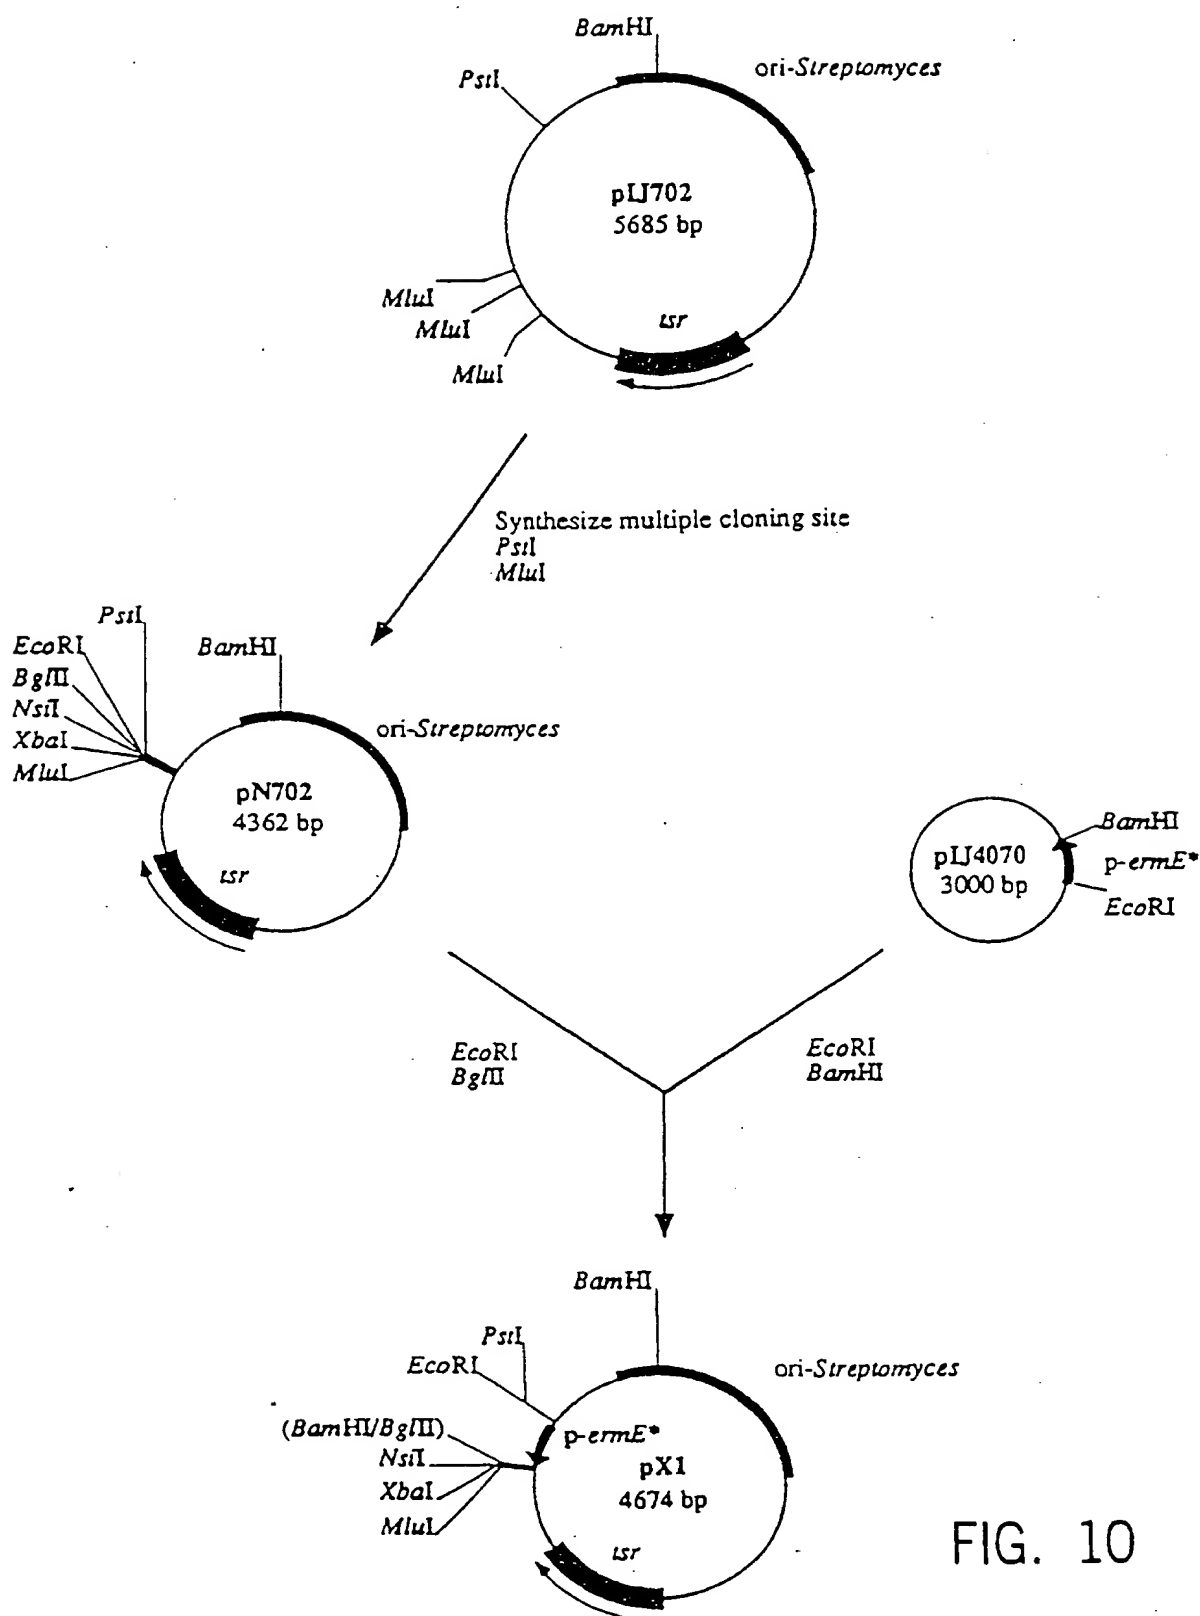 BamHI
ori-Streptomyces
PstI
pIJ702
5685 bp
MluI
MluI
MluI
tsr
Synthesize multiple cloning site
PstI
MluI
PstI
EcoRI
BglII
NsiI
XbaI
MluI
BamHI
ori-Streptomyces
pN702
4362 bp
tsr
pIJ4070
3000 bp
BamHI
p-ermE*
EcoRI
EcoRI
BglII
EcoRI
BamHI
BamHI
PstI
EcoRI
ori-Streptomyces
(BamHI/BglII)
NsiI
XbaI
MluI
p-ermE*
pX1
4674 bp
tsr
FIG. 10